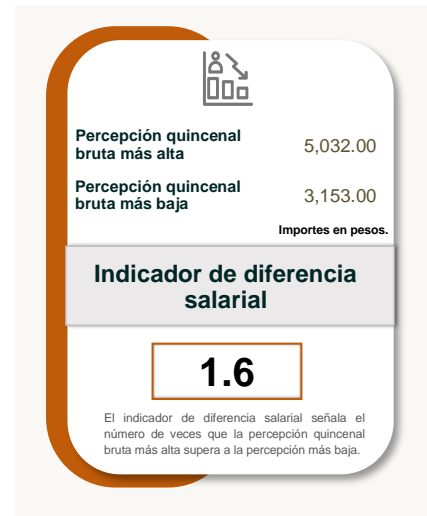 Percepción quincenal
bruta más alta
5,032.00
Percepción quincenal
bruta más baja
3,153.00
Importes en pesos.
Indicador de diferencia
salarial
1.6
El indicador de diferencia salarial señala el
número de veces que la percepción quincenal
bruta más alta supera a la percepción más baja.